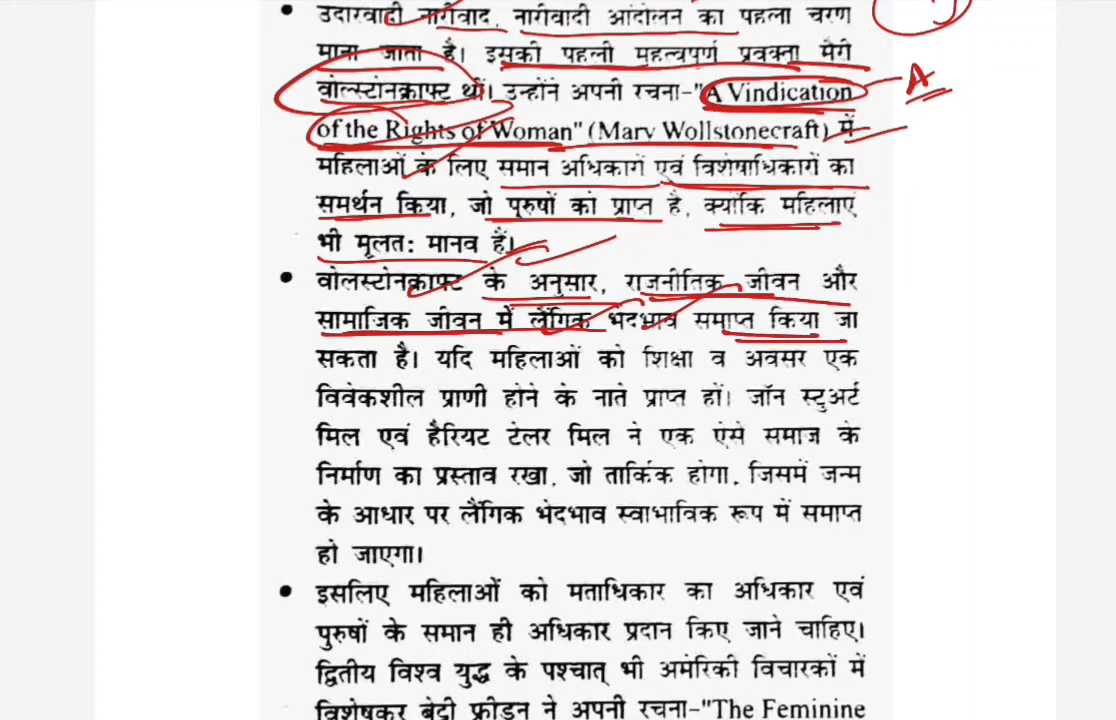 • उदारवादी नारीवाद, नारीवादी आंदोलन का पहला चरण
माना जाता है। इसकी पहली महत्वपूर्ण प्रवक्ता मैरी
वोल्स्टोनक्राफ्ट थीं। उन्होंने अपनी रचना-"A Vindication
of the Rights of Woman" (Mary Wollstonecraft) में
महिलाओं के लिए समान अधिकारों एवं विशेषाधिकारों का
समर्थन किया, जो पुरुषों को प्राप्त है, क्योंकि महिलाएं
भी मूलत: मानव हैं।
• वोलस्टोनक्राफ्ट के अनुसार, राजनीतिक जीवन और
सामाजिक जीवन में लैंगिक भेदभाव समाप्त किया जा
सकता है। यदि महिलाओं को शिक्षा व अवसर एक
विवेकशील प्राणी होने के नाते प्राप्त हों। जॉन स्टुअर्ट
मिल एवं हैरियट टेलर मिल ने एक ऐसे समाज के
निर्माण का प्रस्ताव रखा, जो तार्किक होगा, जिसमें जन्म
के आधार पर लैंगिक भेदभाव स्वाभाविक रूप में समाप्त
हो जाएगा।
• इसलिए महिलाओं को मताधिकार का अधिकार एवं
पुरुषों के समान ही अधिकार प्रदान किए जाने चाहिए।
द्वितीय विश्व युद्ध के पश्चात् भी अमेरिकी विचारकों में
विशेषकर बेट्टी फ्रीडन ने अपनी रचना-"The Feminine
A